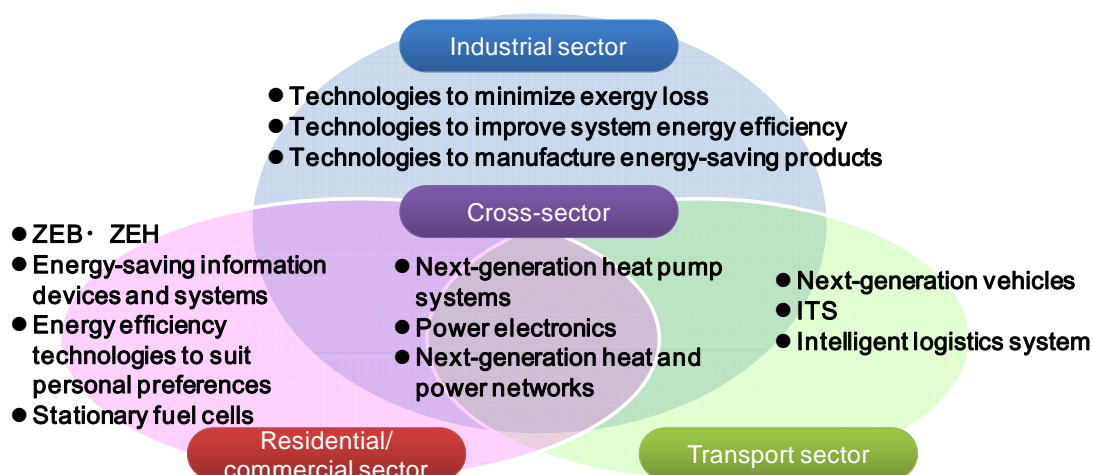 Industrial sector
● Technologies to minimize exergy loss
● Technologies to improve system energy efficiency
● Technologies to manufacture energy-saving products
Cross-sector
● ZEB・ ZEH
● Energy-saving information
devices and systems
● Energy efficiency
technologies to suit
personal preferences
● Stationary fuel cells
● Next-generation heat pump
systems
● Power electronics
● Next-generation heat and
power networks
● Next-generation vehicles
● ITS
● Intelligent logistics system
Residential/
commercial sector
Transport sector